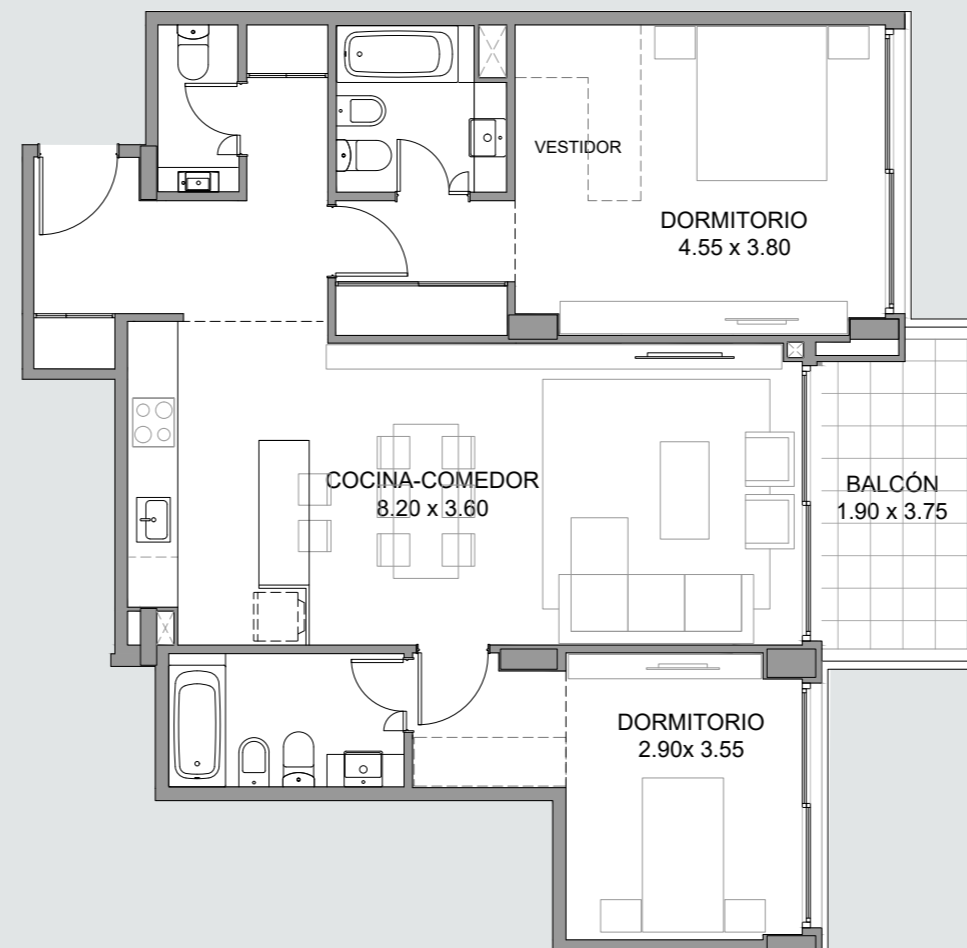 VESTIDOR
DORMITORIO
4.55 x 3.80
COCINA-COMEDOR
8.20 x 3.60
BALCÓN
1.90 x 3.75
DORMITORIO
2.90x 3.55